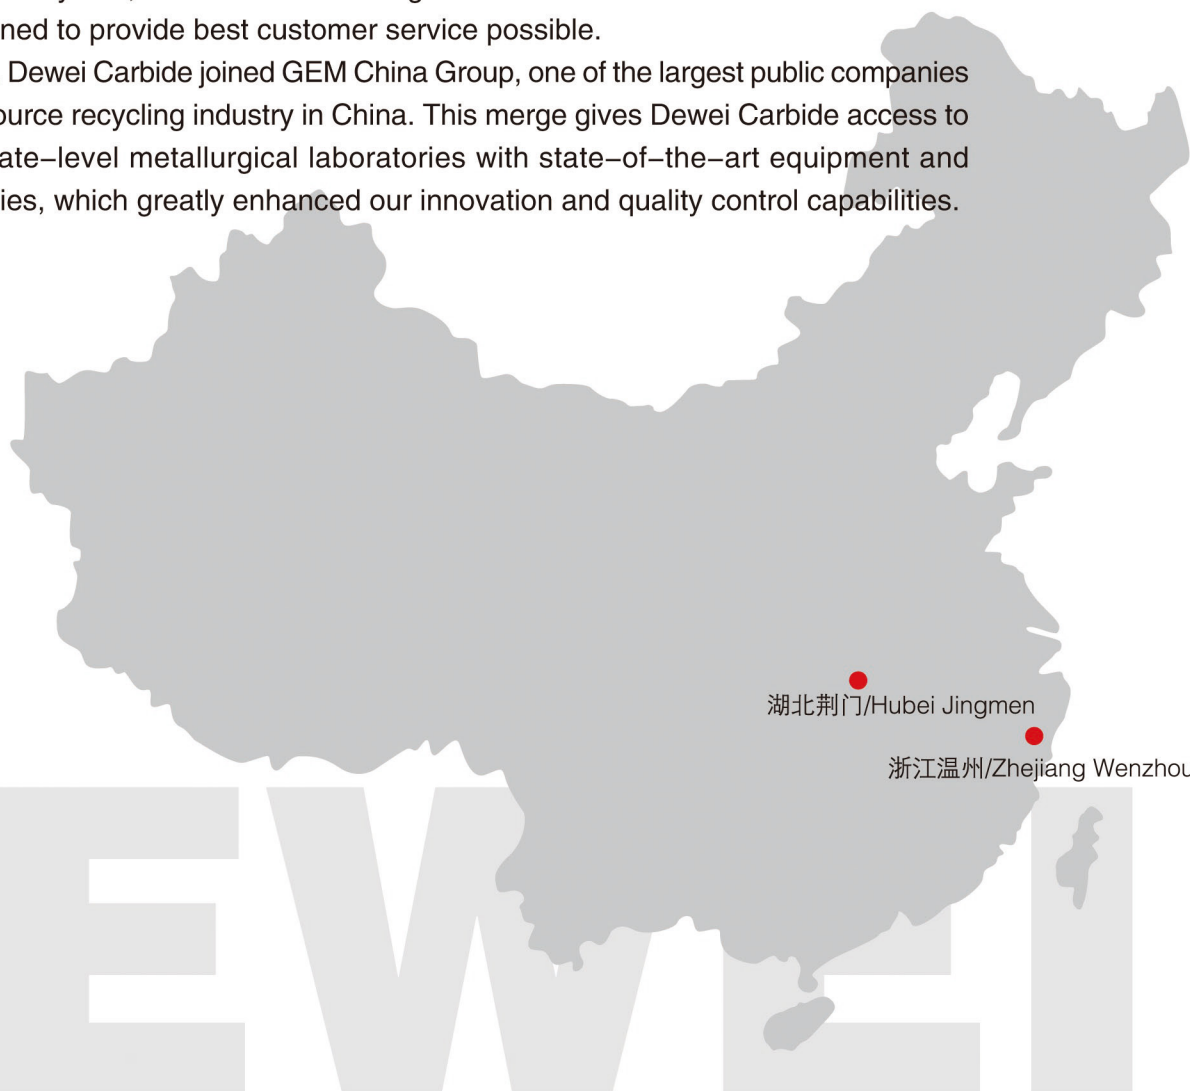 ned to provide best customer service possible.
Dewei Carbide joined GEM China Group, one of the largest public companies
ource recycling industry in China. This merge gives Dewei Carbide access to
ate–level metallurgical laboratories with state–of–the–art equipment and
ies, which greatly enhanced our innovation and quality control capabilities.
湖北荆门/Hubei Jingmen
浙江温州/Zhejiang Wenzhou
EWEI